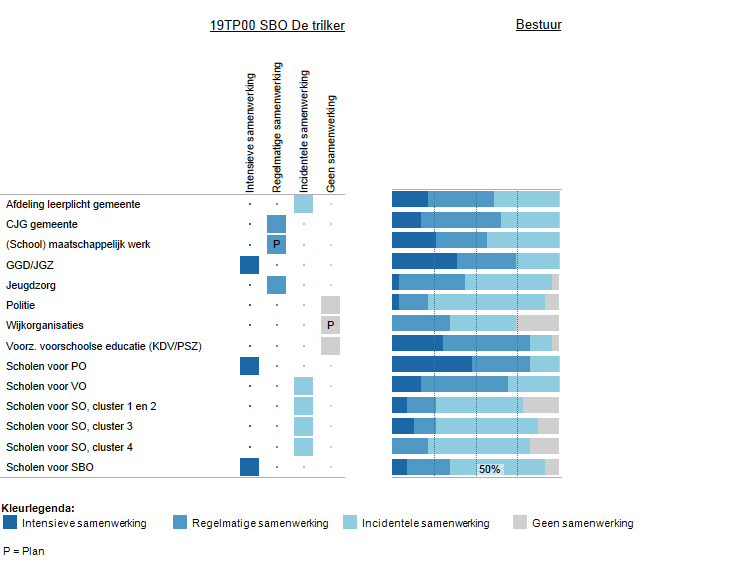 19TP00 SBO De trilker
Bestuur
Intensieve samenwerking
Regelmatige samenwerking
Incidentele samenwerking
Geen samenwerking
Afdeling leerplicht gemeente
CJG gemeente
(School) maatschappelijk werk P
GGD/JGZ
Jeugdzorg
Politie
Wijkorganisaties P
Voorz. voorschoolse educatie (KDV/PSZ)
Scholen voor PO
Scholen voor VO
Scholen voor SO, cluster 1 en 2
Scholen voor SO, cluster 3
Scholen voor SO, cluster 4
Scholen voor SBO 50%
Kleurlegenda:
Intensieve samenwerking Regelmatige samenwerking Incidentele samenwerking Geen samenwerking
P = Plan